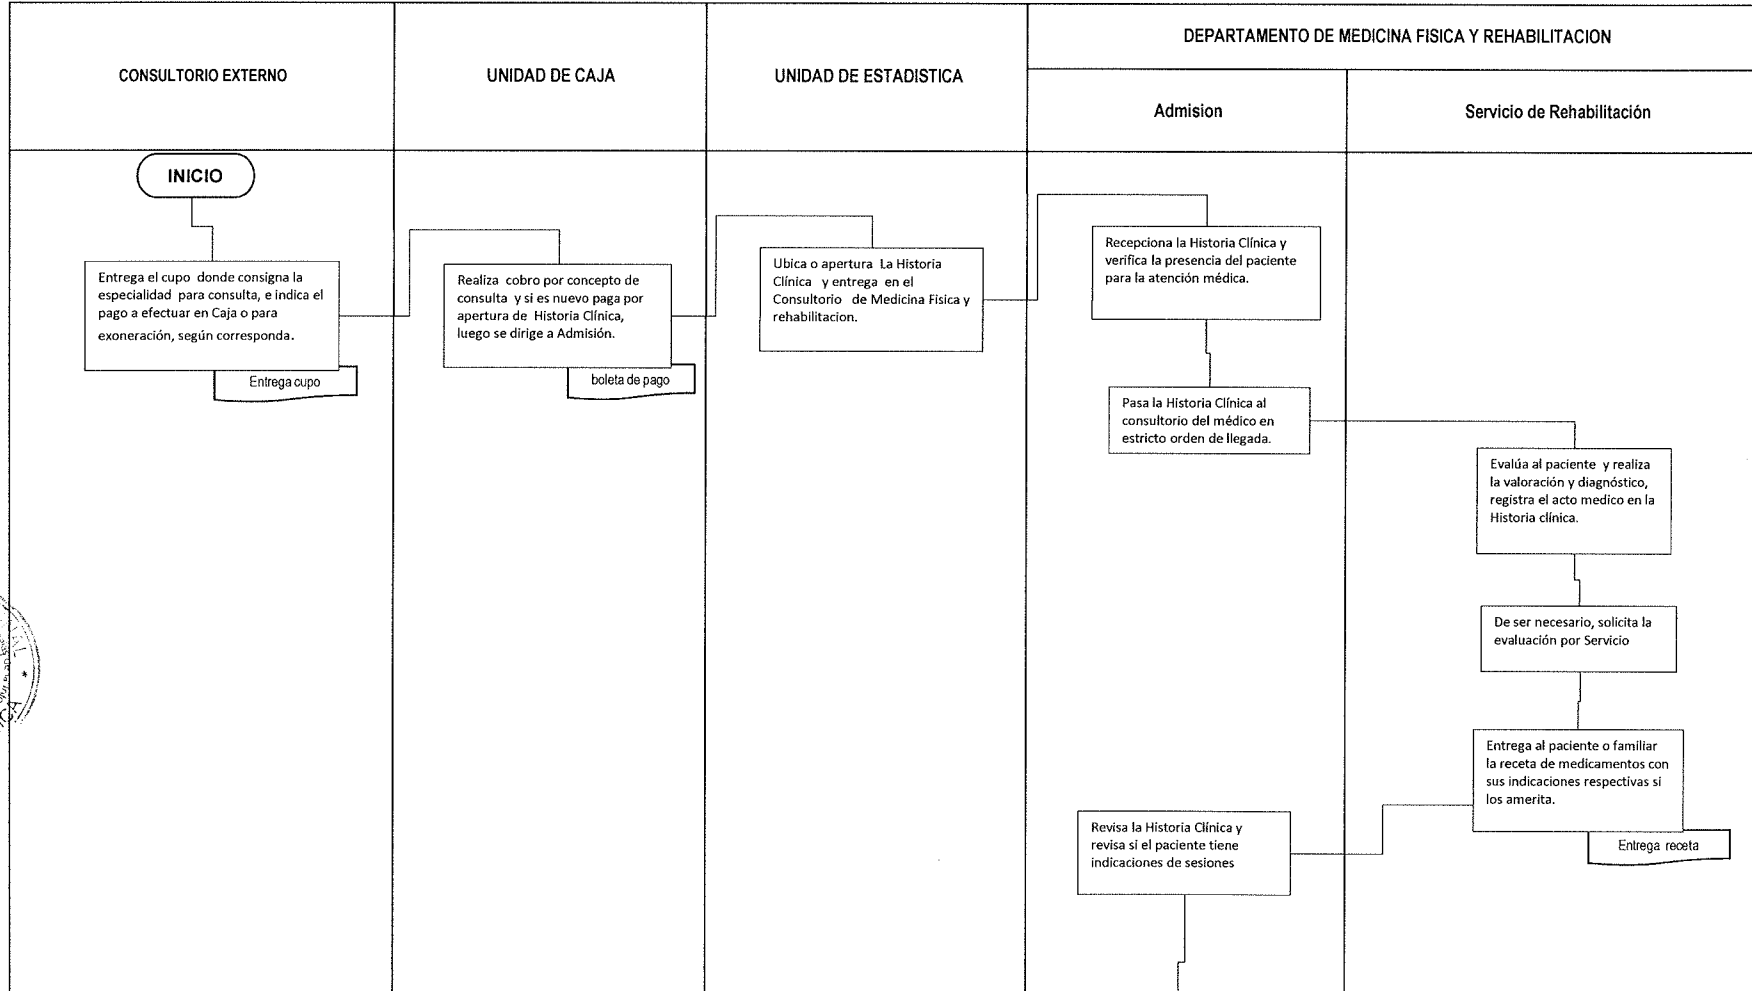 CONSULTORIO EXTERNO
UNIDAD DE CAJA
UNIDAD DE ESTADISTICA
DEPARTAMENTO DE MEDICINA FISICA Y REHABILITACION
Admision
Servicio de Rehabilitación
INICIO
Entrega el cupo donde consigna la
especialidad para consulta, e indica el
pago a efectuar en Caja o para
exoneración, según corresponda.
Entrega cupo
Realiza cobro por concepto de
consulta y si es nuevo paga por
apertura de Historia Clínica,
luego se dirige a Admisión.
boleta de pago
Ubica o apertura La Historia
Clínica y entrega en el
Consultorio de Medicina Fisica y
rehabilitacion.
Recepciona la Historia Clínica y
verifica la presencia del paciente
para la atención médica.
Pasa la Historia Clínica al
consultorio del médico en
estricto orden de llegada.
Evalúa al paciente y realiza
la valoración y diagnóstico,
registra el acto medico en la
Historia clínica.
De ser necesario, solicita la
evaluación por Servicio
Entrega al paciente o familiar
la receta de medicamentos con
sus indicaciones respectivas si
los amerita.
Entrega receta
Revisa la Historia Clínica y
revisa si el paciente tiene
indicaciones de sesiones